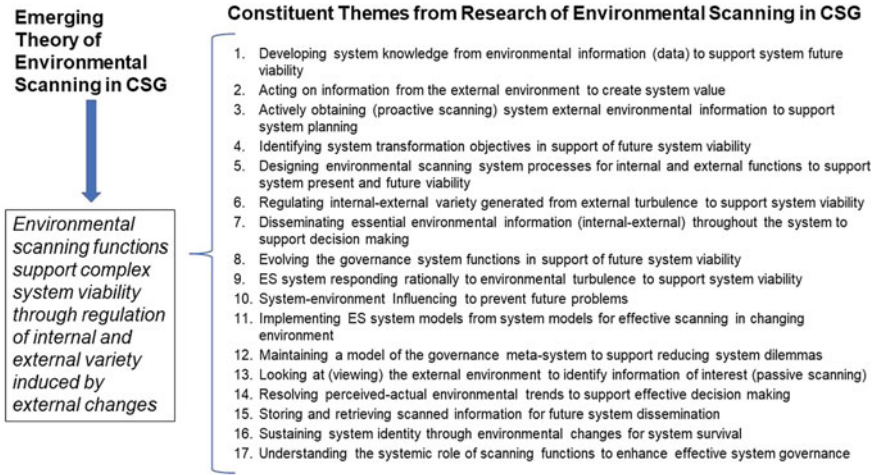 Emerging
Theory of
Environmental
Scanning in CSG
Environmental
scanning functions
support complex
system viability
through regulation
of internal and
external variety
induced by
external changes
Constituent Themes from Research of Environmental Scanning in CSG
1. Developing system knowledge from environmental information (data) to support system future
viability
2. Acting on information from the external environment to create system value
3. Actively obtaining (proactive scanning) system external environmental information to support
system planning
4. Identifying system transformation objectives in support of future system viability
5. Designing environmental scanning system processes for internal and external functions to support
system present and future viability
6. Regulating internal-external variety generated from external turbulence to support system viability
7. Disseminating essential environmental information (internal-external) throughout the system to
support decision making
8. Evolving the governance system functions in support of future system viability
9. ES system responding rationally to environmental turbulence to support system viability
10. System-environment Influencing to prevent future problems
11. Implementing ES system models from system models for effective scanning in changing
environment
12. Maintaining a model of the governance meta-system to support reducing system dilemmas
13. Looking at (viewing) the external environment to identify information of interest (passive scanning)
14. Resolving perceived-actual environmental trends to support effective decision making
15. Storing and retrieving scanned information for future system dissemination
16. Sustaining system identity through environmental changes for system survival
17. Understanding the systemic role of scanning functions to enhance effective system governance